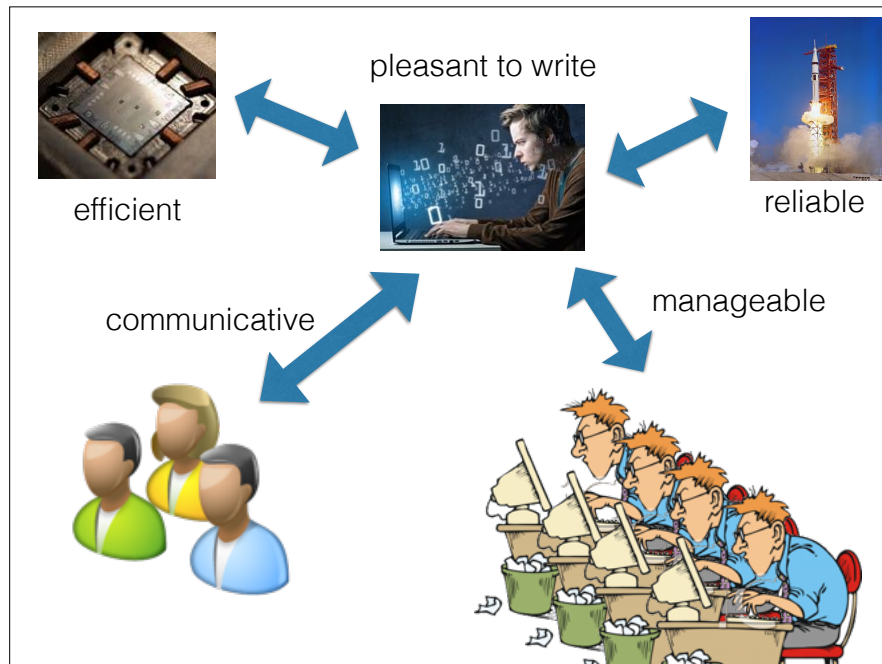 pleasant to write
efficient
reliable
communicative
manageable